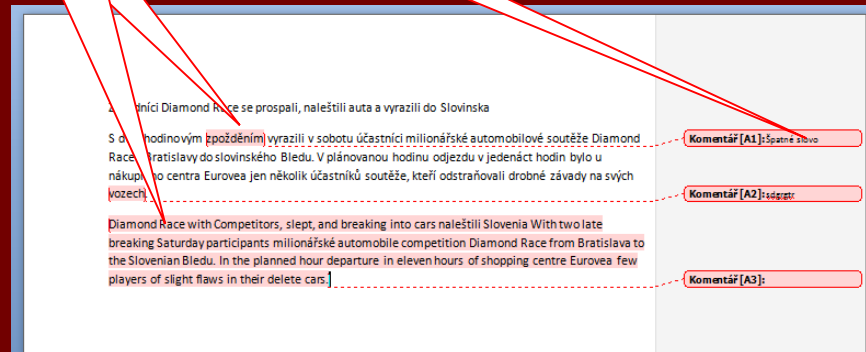 níci Diamond Race se prospali, naleštili auta a vyrazili do Slovinska
S d hodinovým zpožděním vyrazili v sobotu účastníci milionářské automobilové soutěže Diamond
Race Bratislavy do slovinského Bledu. V plánovanou hodinu odjezdu v jedenáct hodin bylo u
nákupního centra Eurovea jen několik účastníků soutěže, kteří odstraňovali drobné závady na svých
vozech.
Diamond Race with Competitors, slept, and breaking into cars naleštili Slovenia With two late
breaking Saturday participants milionářské automobile competition Diamond Race from Bratislava to
the Slovenian Bledu. In the planned hour departure in eleven hours of shopping centre Eurovea few
players of slight flaws in their delete cars.
Komentář [A1]: Špatné slovo
Komentář [A2]:
Komentář [A3]: